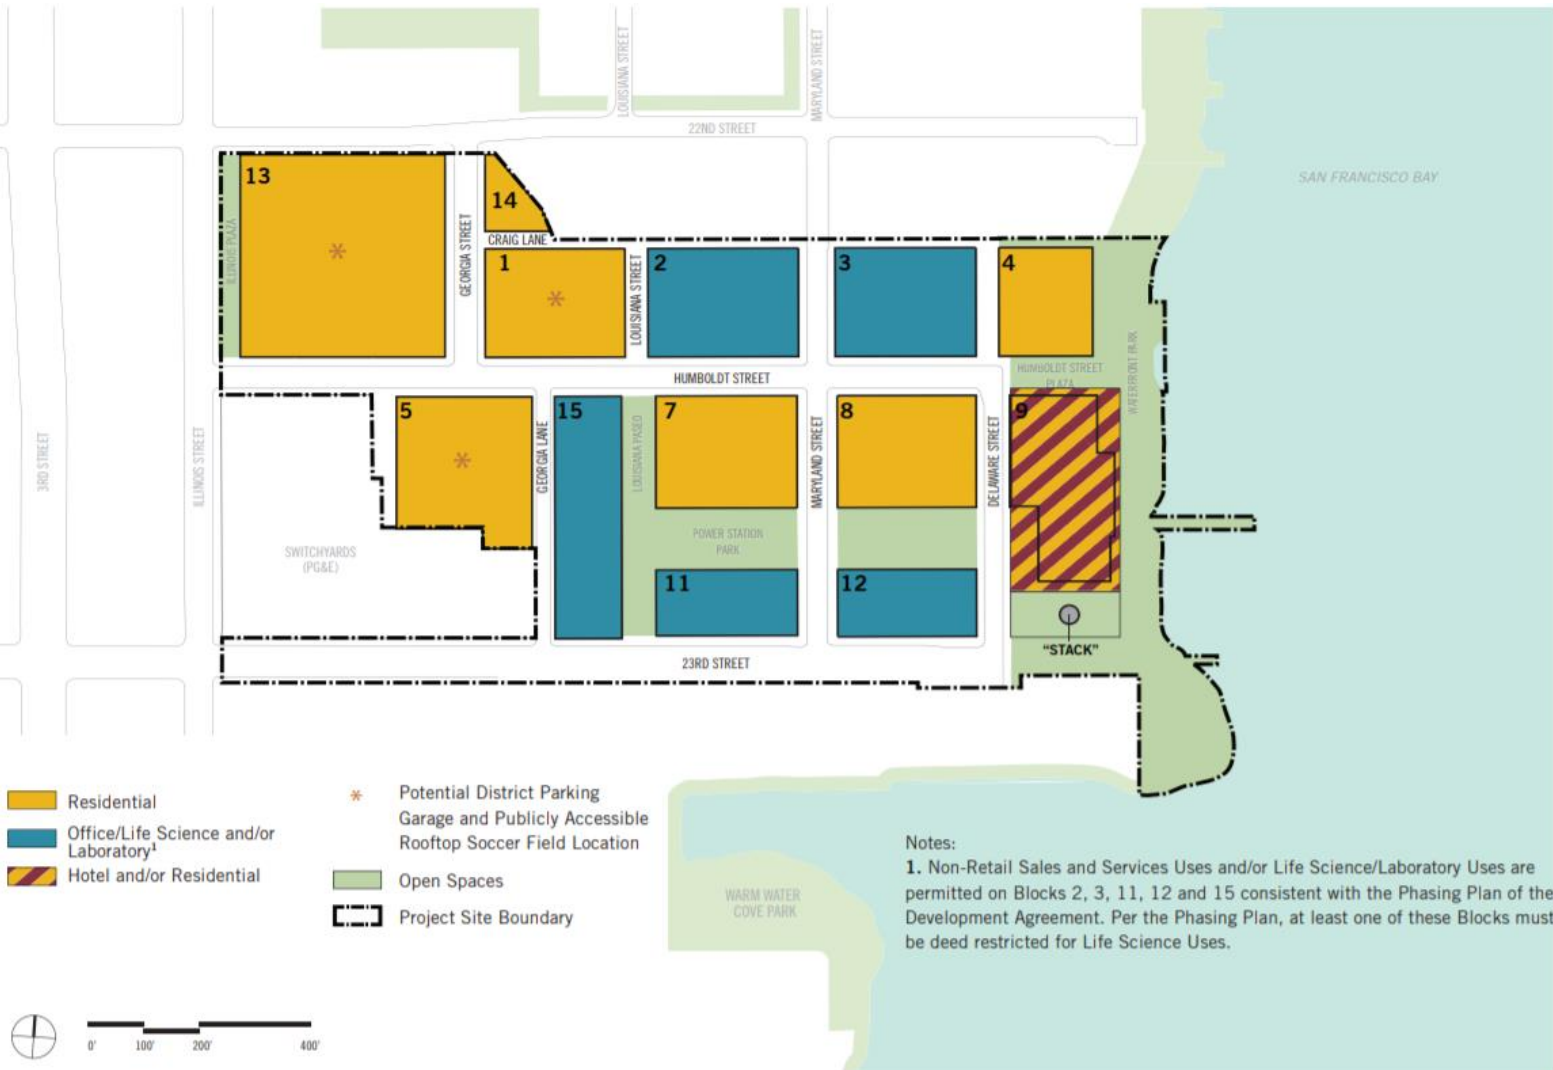 LOUISIANA STREET
MARYLAND STREET
22ND STREET
SAN FRANCISCO BAY
13
14
ILLINOIS PLAZA
GEORGIA STREET
CRAIG LANE
1
LOUISIANA STREET
2
3
4
HUMBOLDT STREET
HUMBOLDT STREET
PLAZA
WATERFRONT PARK
3RD STREET
ILLINOIS STREET
5
GEORGIA LANE
15
LOUISIANA PASEO
7
MARYLAND STREET
8
DELAWARE STREET
9
SWITCHYARDS
(PG&E)
POWER STATION
PARK
11
12
"STACK"
23RD STREET
Residential
Office/Life Science and/or
Laboratory¹
Hotel and/or Residential
* Potential District Parking
Garage and Publicly Accessible
Rooftop Soccer Field Location
Open Spaces
Project Site Boundary
WARM WATER
COVE PARK
Notes:
1. Non-Retail Sales and Services Uses and/or Life Science/Laboratory Uses are
permitted on Blocks 2, 3, 11, 12 and 15 consistent with the Phasing Plan of the
Development Agreement. Per the Phasing Plan, at least one of these Blocks must
be deed restricted for Life Science Uses.
0' 100' 200' 400'